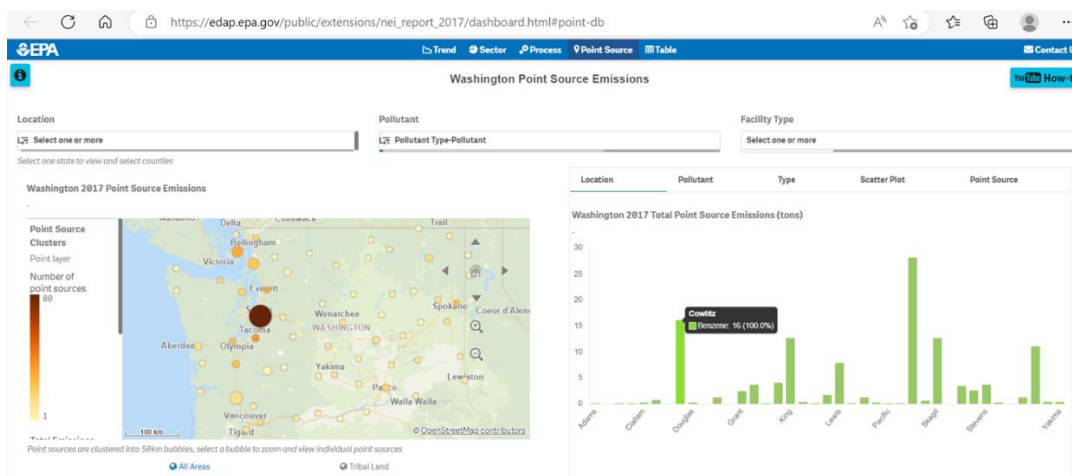 https://edap.epa.gov/public/extensions/nei_report_2017/dashboard.html#point-db
EPA
Trend Sector Process Point Source Table
Contact U
Washington Point Source Emissions
You Tube How-t
Location
Select one or more
Select one state to view and select counties
Pollutant
Pollutant Type-Pollutant
Facility Type
Select one or more
Washington 2017 Point Source Emissions
-
Point Source
Clusters
Point layer
Number of
point sources
80
1
Delta
Trail
Bellingham
Victoria
Everett
Spokane
Coeur d'Alene
Wenatchee
Tacoma
WASHINGTON
Aberdeen
Olympia
Yakima
Lewiston
Pasco
Walla Walla
Vancouver
Tigard
100 km
© OpenStreetMap contributors
Point sources are clustered into 50km bubbles, select a bubble to zoom and view individual point sources
All Areas
Tribal Land
Location Pollutant Type Scatter Plot Point Source
Washington 2017 Total Point Source Emissions (tons)
-
30
25
20
15
10
5
0
Cowlitz
Benzene: 16 (100.0%)
Adams
Clallam
Douglas
Grant
King
Lewis
Pacific
Skagit
Stevens
Yakima